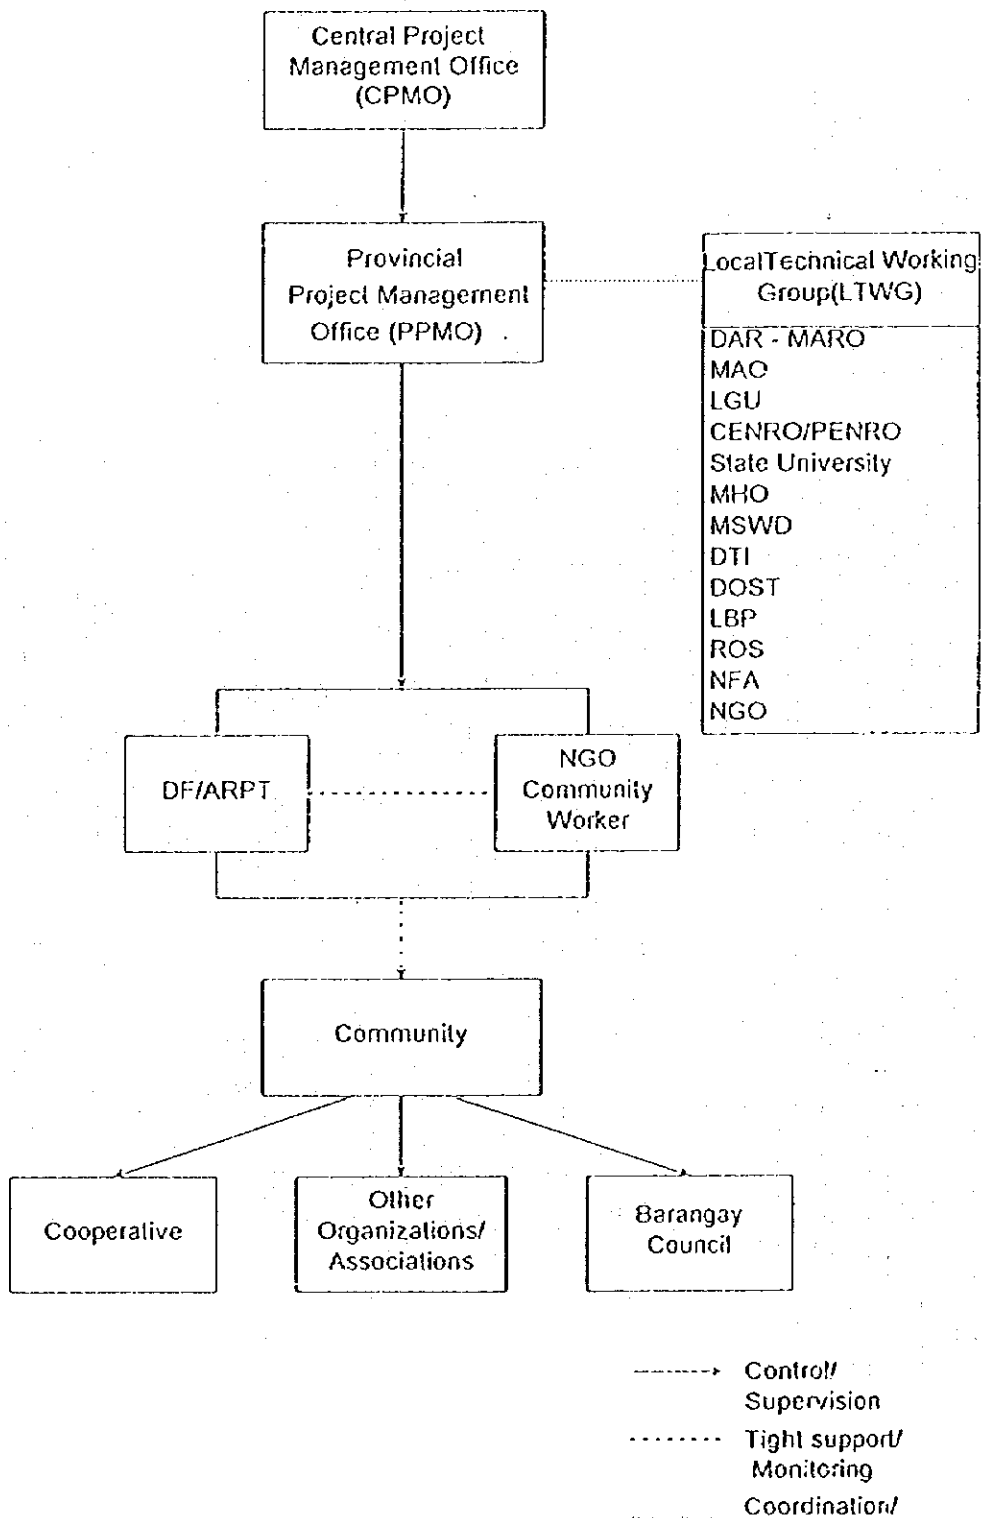 Central Project
Management Office
(CPMO)
Provincial
Project Management
Office (PPMO)
LocalTechnical Working
Group(LTWG)
DAR - MARO
MAO
LGU
CENRO/PENRO
State University
MHO
MSWD
DTI
DOST
LBP
ROS
NFA
NGO
DF/ARPT
NGO
Community
Worker
Community
Cooperative
Other
Organizations/
Associations
Barangay
Council
Control/
Supervision
Tight support/
Monitoring
Coordination/